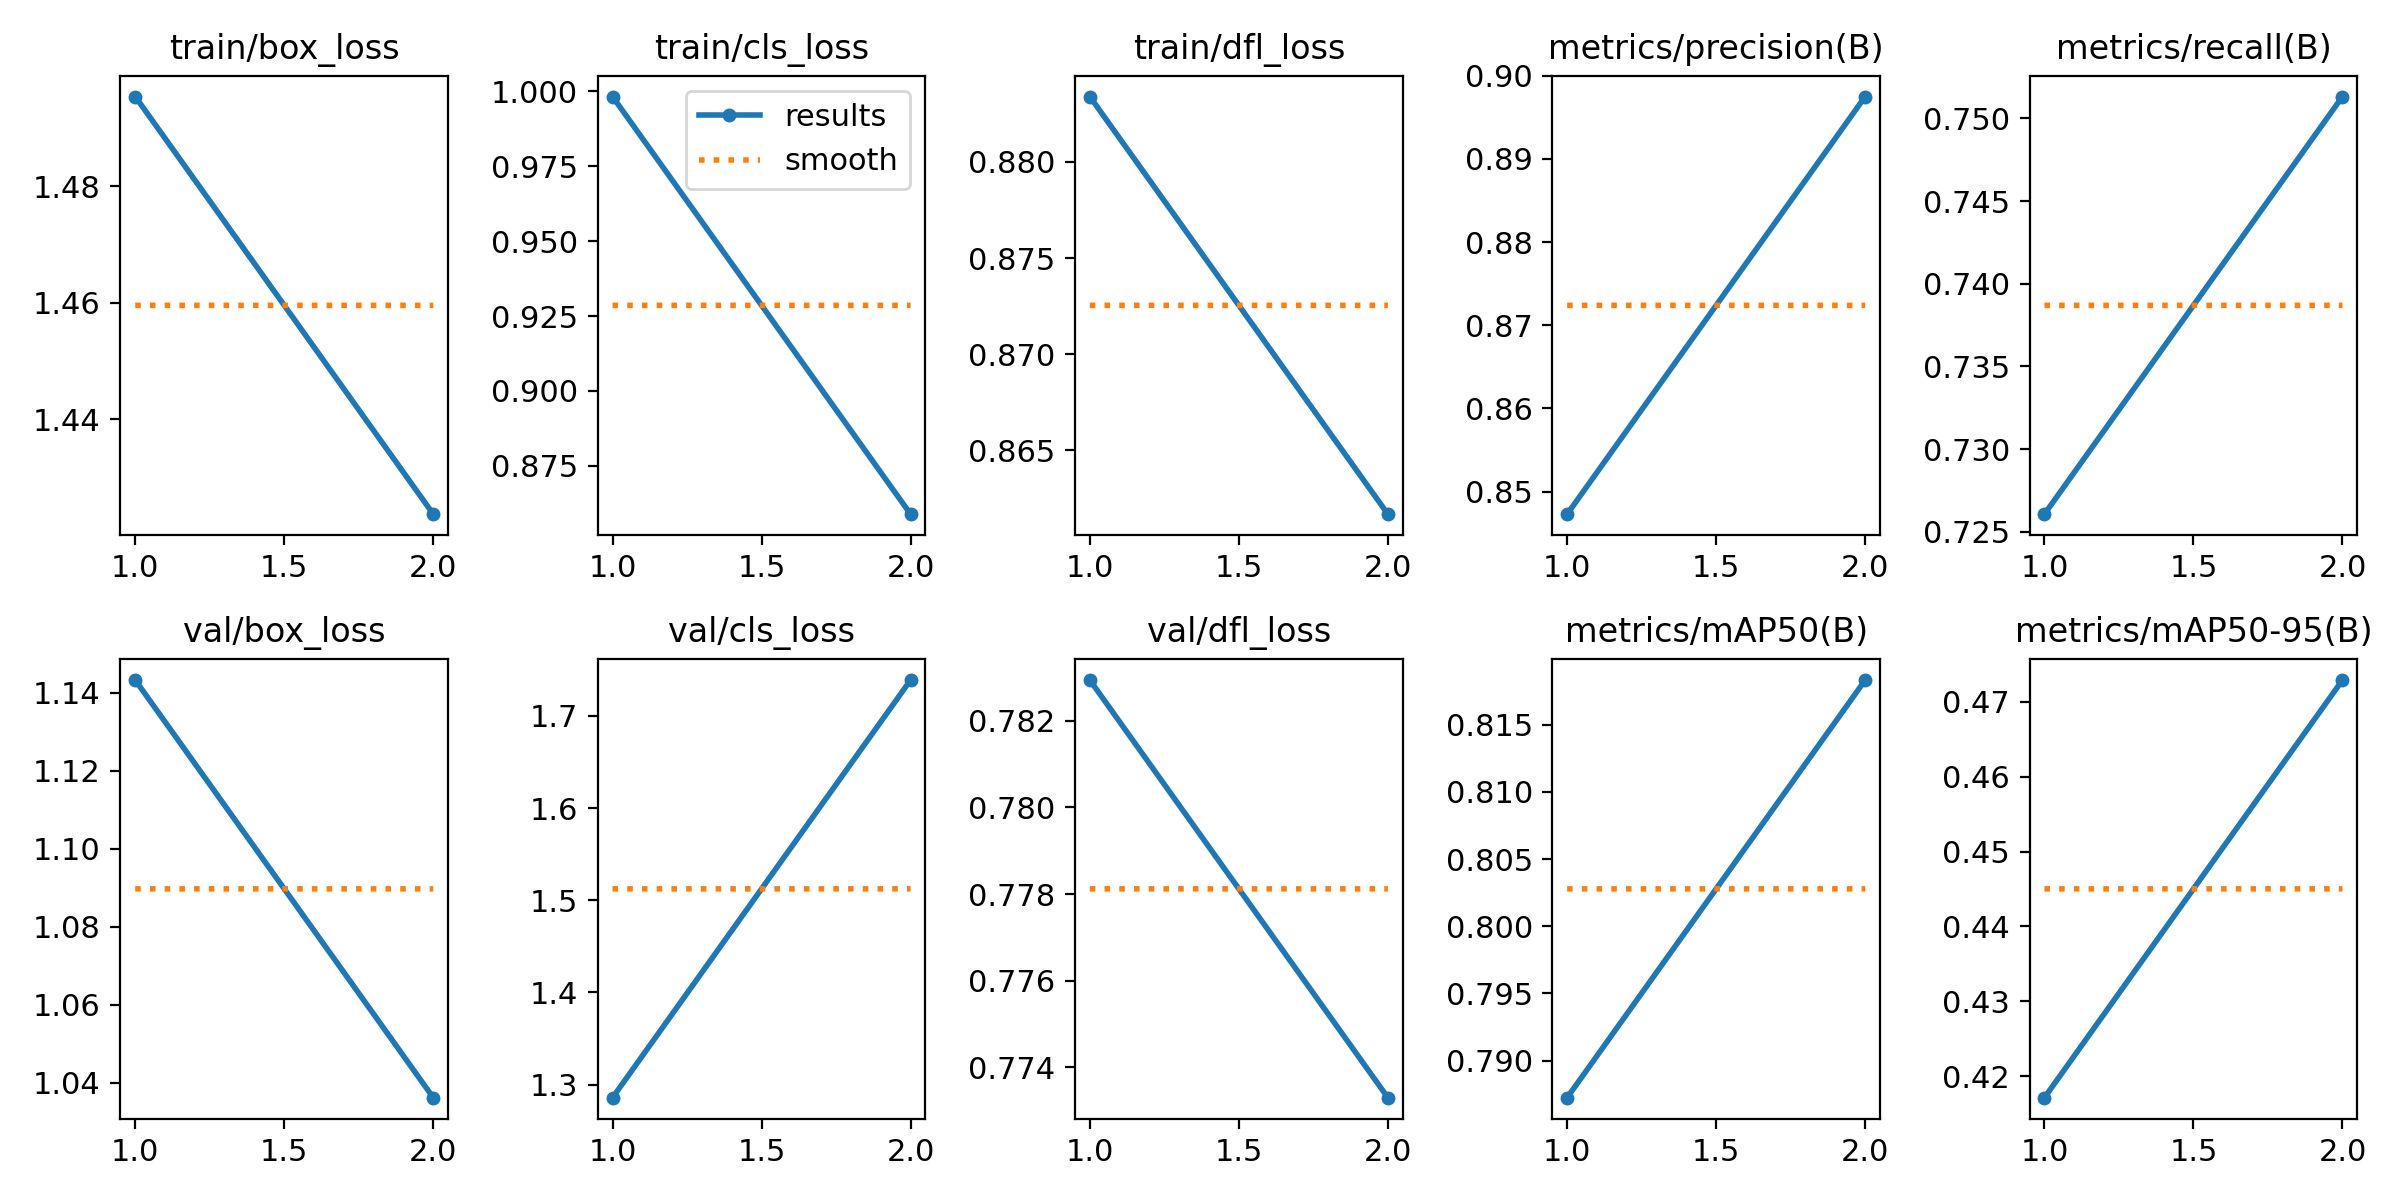 train/box_loss
1.48
1.46
1.44
1.0 1.5 2.0
train/cls_loss
results
smooth
1.000
0.975
0.950
0.925
0.900
0.875
1.0 1.5 2.0
train/dfl_loss
0.880
0.875
0.870
0.865
1.0 1.5 2.0
metrics/precision(B)
0.90
0.89
0.88
0.87
0.86
0.85
1.0 1.5 2.0
metrics/recall(B)
0.750
0.745
0.740
0.735
0.730
0.725
1.0 1.5 2.0
val/box_loss
1.14
1.12
1.10
1.08
1.06
1.04
1.0 1.5 2.0
val/cls_loss
1.7
1.6
1.5
1.4
1.3
1.0 1.5 2.0
val/dfl_loss
0.782
0.780
0.778
0.776
0.774
1.0 1.5 2.0
metrics/mAP50(B)
0.815
0.810
0.805
0.800
0.795
0.790
1.0 1.5 2.0
metrics/mAP50-95(B)
0.47
0.46
0.45
0.44
0.43
0.42
1.0 1.5 2.0